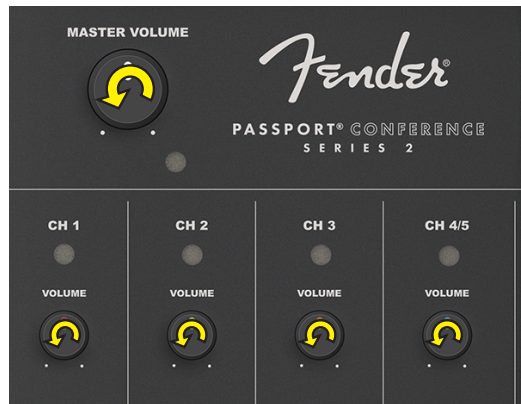 MASTER VOLUME
Fender®
PASSPORT® CONFERENCE
SERIES 2
CH 1
CH 2
CH 3
CH 4/5
VOLUME
VOLUME
VOLUME
VOLUME